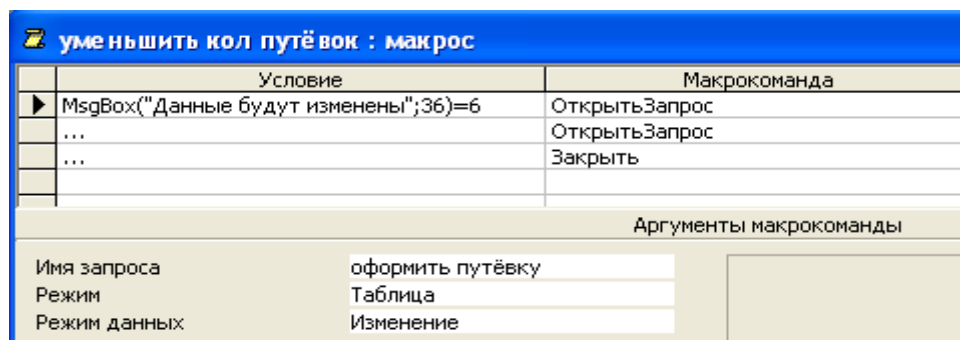 уменьшить кол путёвок : макрос
Условие Макрокоманда
MsgBox("Данные будут изменены";36)=6 ОткрытьЗапрос
... ОткрытьЗапрос
... Закрыть
Аргументы макрокоманды
Имя запроса оформить путёвку
Режим Таблица
Режим данных Изменение